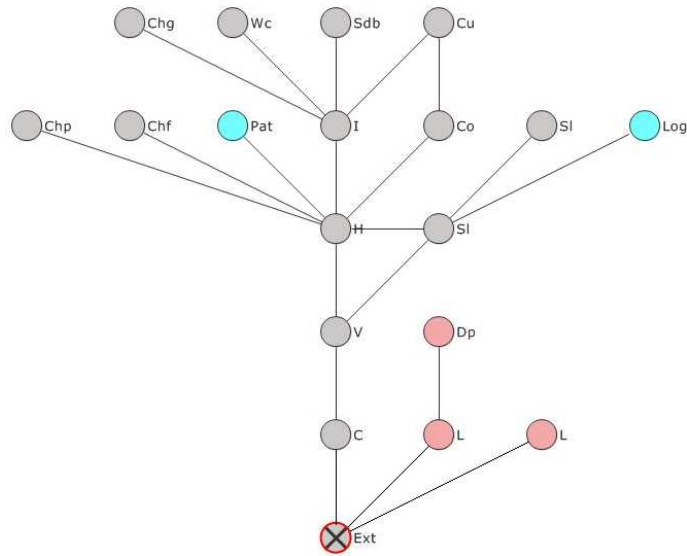 Chg Wc Sdb Cu
Chp Chf Pat I Co Sl Log
H Sl
V Dp
C L L
Ext